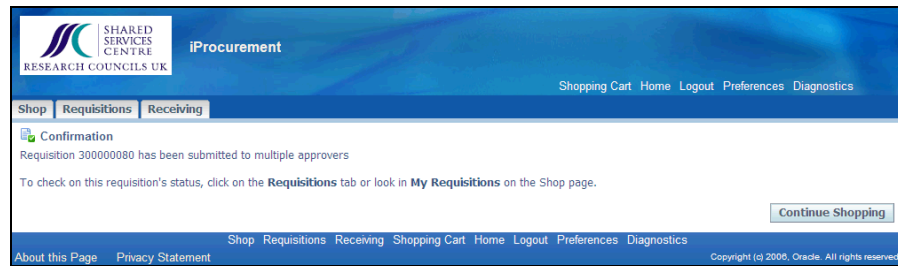 SHARED
SERVICES
CENTRE
RESEARCH COUNCILS UK
iProcurement
Shopping Cart Home Logout Preferences Diagnostics
Shop Requisitions Receiving
Confirmation
Requisition 300000080 has been submitted to multiple approvers
To check on this requisition's status, click on the Requisitions tab or look in My Requisitions on the Shop page.
Continue Shopping
Shop Requisitions Receiving Shopping Cart Home Logout Preferences Diagnostics
About this Page Privacy Statement Copyright (c) 2006, Oracle. All rights reserved